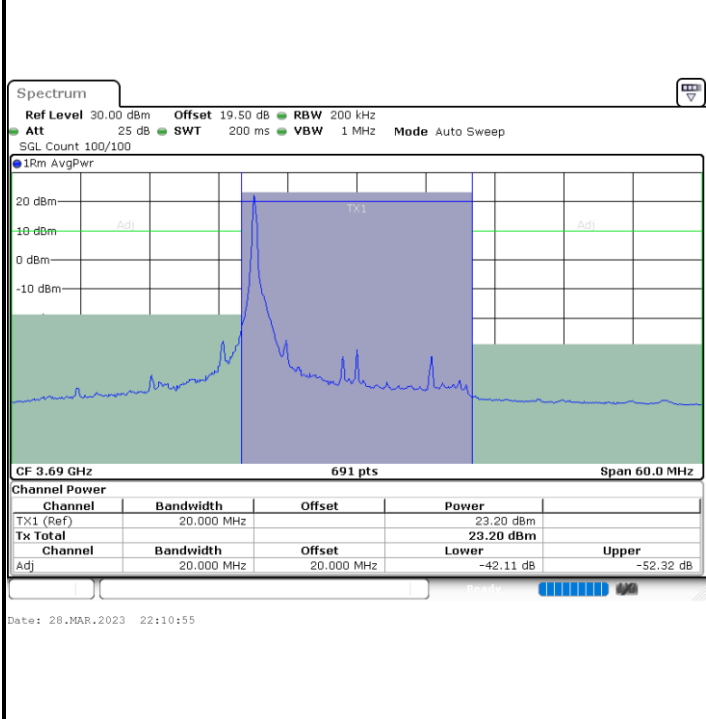 Spectrum
Ref Level 30.00 dBm Offset 19.50 dB RBW 200 kHz
Att 25 dB SWT 200 ms VBW 1 MHz Mode Auto Sweep
SGL Count 100/100
1Rm AvgPwr
20 dBm
TX1
10 dBm Adj Adj
0 dBm
-10 dBm
CF 3.69 GHz 691 pts Span 60.0 MHz
Channel Power
Channel Bandwidth Offset Power
TX1 (Ref) 20.000 MHz 23.20 dBm
Tx Total 23.20 dBm
Channel Bandwidth Offset Lower Upper
Adj 20.000 MHz 20.000 MHz -42.11 dB -52.32 dB
Ready
Date: 28.MAR.2023 22:10:55